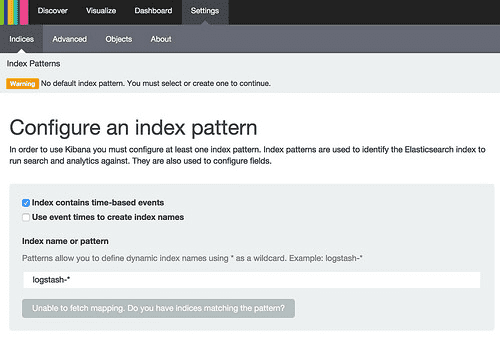 Discover Visualize Dashboard Settings
Indices Advanced Objects About
Index Patterns
Warning No default index pattern. You must select or create one to continue.
Configure an index pattern
In order to use Kibana you must configure at least one index pattern. Index patterns are used to identify the Elasticsearch index to
run search and analytics against. They are also used to configure fields.
Index contains time-based events
Use event times to create index names
Index name or pattern
Patterns allow you to define dynamic index names using * as a wildcard. Example: logstash-*
logstash-*
Unable to fetch mapping. Do you have indices matching the pattern?